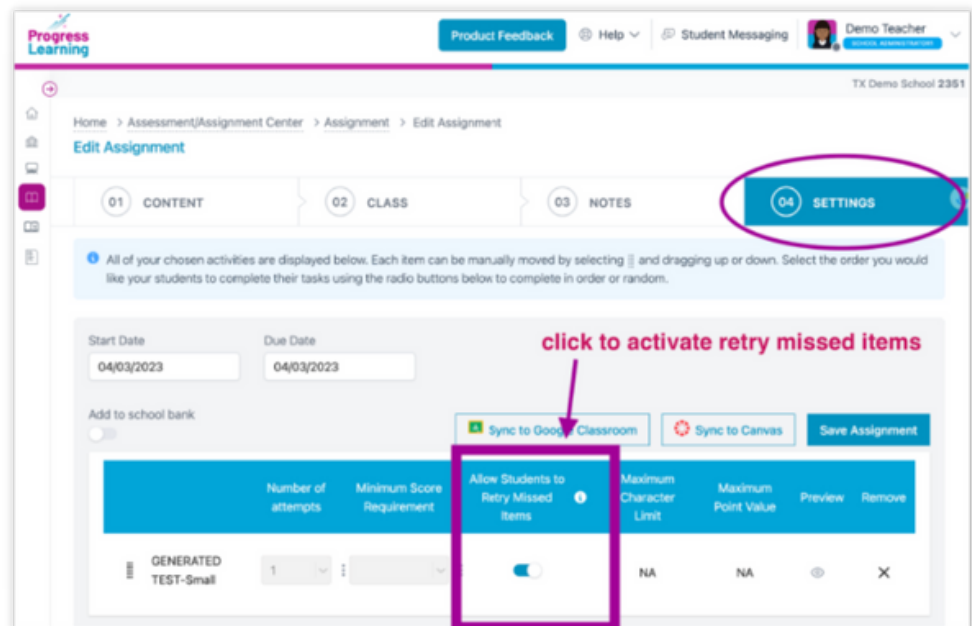 Progress
Learning
Product Feedback
Help
Student Messaging
Demo Teacher
SCHOOL ADMINISTRATOR
TX Demo School 2351
Home > Assessment/Assignment Center > Assignment > Edit Assignment
Edit Assignment
01 CONTENT
02 CLASS
03 NOTES
04 SETTINGS
All of your chosen activities are displayed below. Each item can be manually moved by selecting || and dragging up or down. Select the order you would
like your students to complete their tasks using the radio buttons below to complete in order or random.
Start Date
Due Date
click to activate retry missed items
04/03/2023
04/03/2023
Add to school bank
Sync to Google Classroom
Sync to Canvas
Save Assignment
Number of
attempts
Minimum Score
Requirement
Allow Students to
Retry Missed
Items
Maximum
Character
Limit
Maximum
Point Value
Preview
Remove
GENERATED
TEST-Small
1
NA
NA